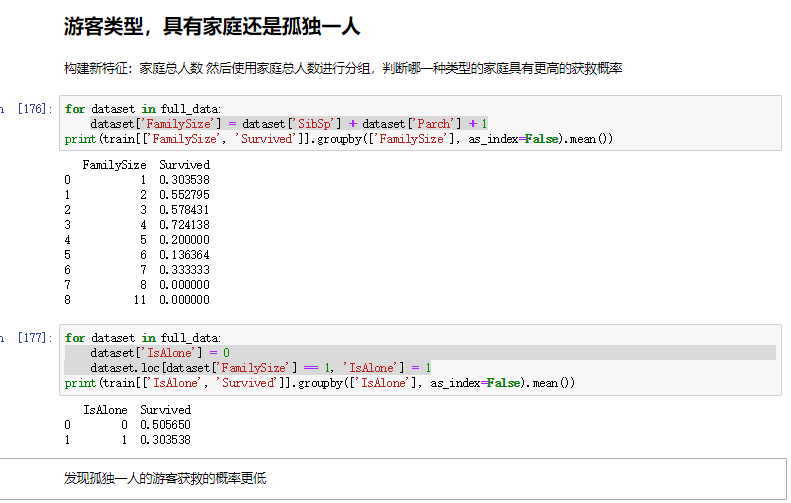 游客类型，具有家庭还是孤独一人
构建新特征：家庭总人数 然后使用家庭总人数进行分组，判断哪一种类型的家庭具有更高的获救概率
n [176]: for dataset in full_data:
dataset['FamilySize'] = dataset['SibSp'] + dataset['Parch'] + 1
print(train[['FamilySize', 'Survived']].groupby(['FamilySize'], as_index=False).mean())
FamilySize Survived
0 1 0.303538
1 2 0.552795
2 3 0.578431
3 4 0.724138
4 5 0.200000
5 6 0.136364
6 7 0.333333
7 8 0.000000
8 11 0.000000
n [177]: for dataset in full_data:
dataset['IsAlone'] = 0
dataset.loc[dataset['FamilySize'] == 1, 'IsAlone'] = 1
print(train[['IsAlone', 'Survived']].groupby(['IsAlone'], as_index=False).mean())
IsAlone Survived
0 0 0.505650
1 1 0.303538
发现孤独一人的游客获救的概率更低